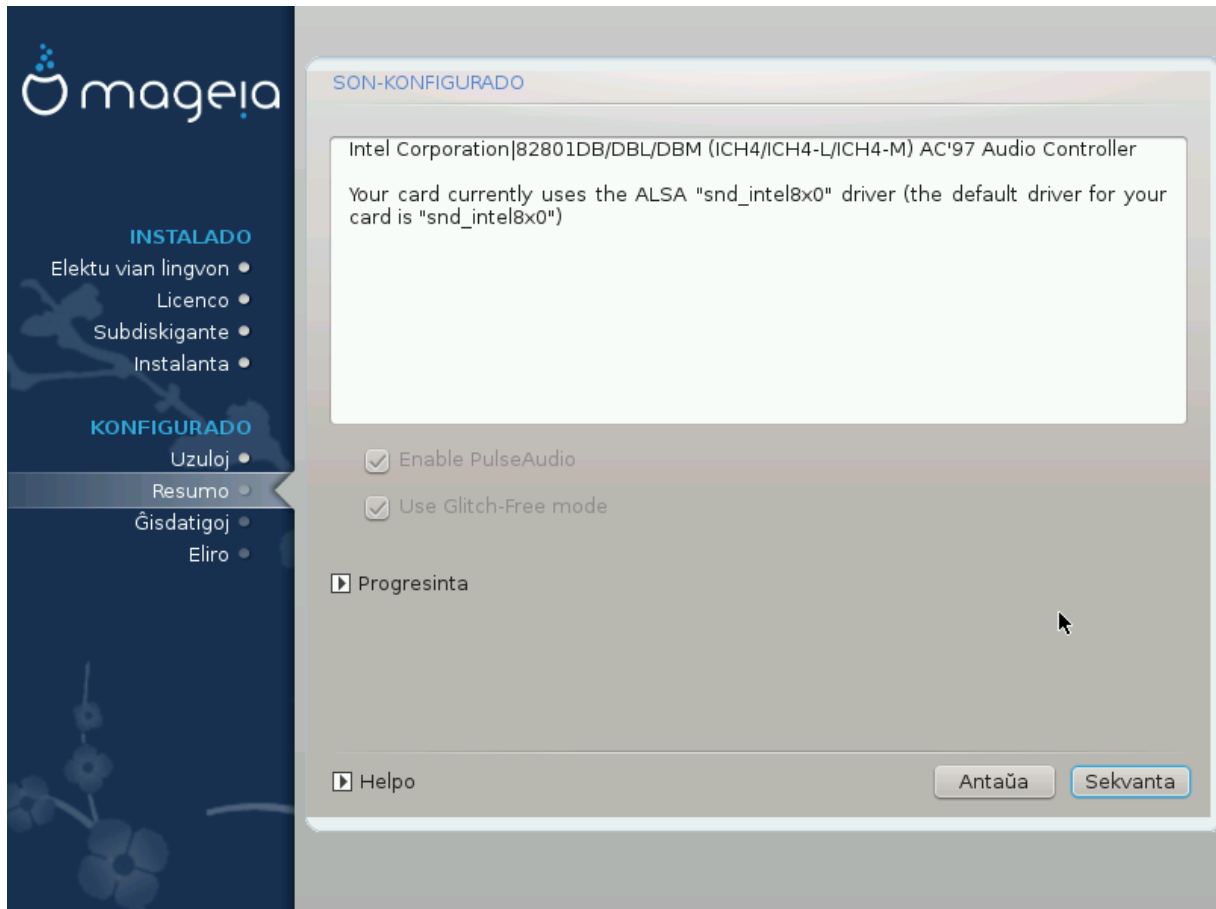 mageia
INSTALADO
Elektu vian lingvon
Licenco
Subdiskigante
Instalanta
KONFIGURADO
Uzuloj
Resumo
Ĝisdatigoj
Eliro
SON-KONFIGURADO
Intel Corporation|82801DB/DBL/DBM (ICH4/ICH4-L/ICH4-M) AC'97 Audio Controller
Your card currently uses the ALSA "snd_intel8x0" driver (the default driver for your
card is "snd_intel8x0")
Enable PulseAudio
Use Glitch-Free mode
Progresinta
Helpo
Antaŭa
Sekvanta